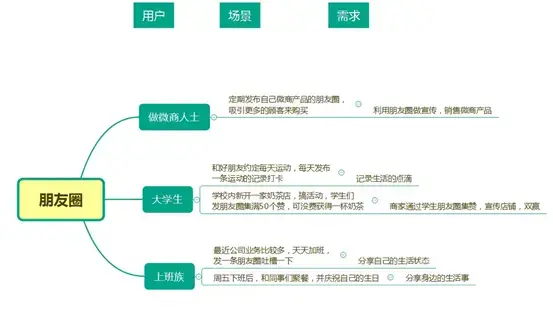 用户
场景
需求
朋友圈
做微商人士
定期发布自己微商产品的朋友圈，
吸引更多的顾客来购买
利用朋友圈做宣传，销售微商产品
大学生
和好朋友约定每天运动，每天发布
一条运动的记录打卡
记录生活的点滴
学校内新开一家奶茶店，搞活动，学生们
发朋友圈集满50个赞，可免费获得一杯奶茶
商家通过学生朋友圈集赞，宣传店铺，双赢
上班族
最近公司业务比较多，天天加班，
发一条朋友圈吐槽一下
分享自己的生活状态
周五下班后，和同事们聚餐，并庆祝自己的生日
分享身边的生活事